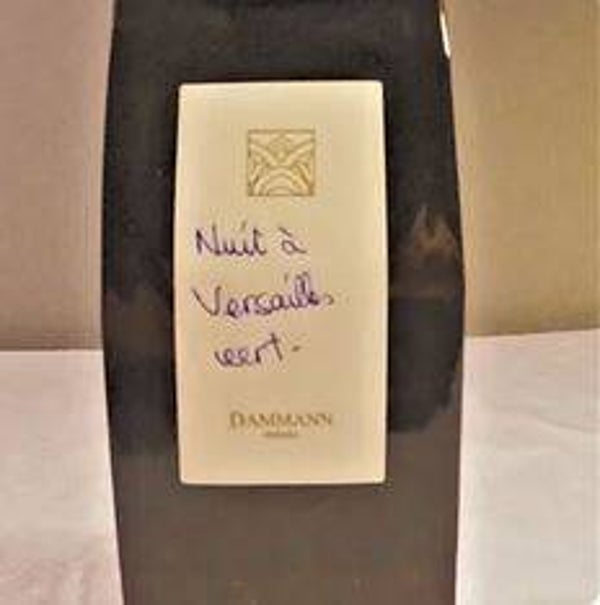 Nuit à
Versailles
vert.
DAMMANN